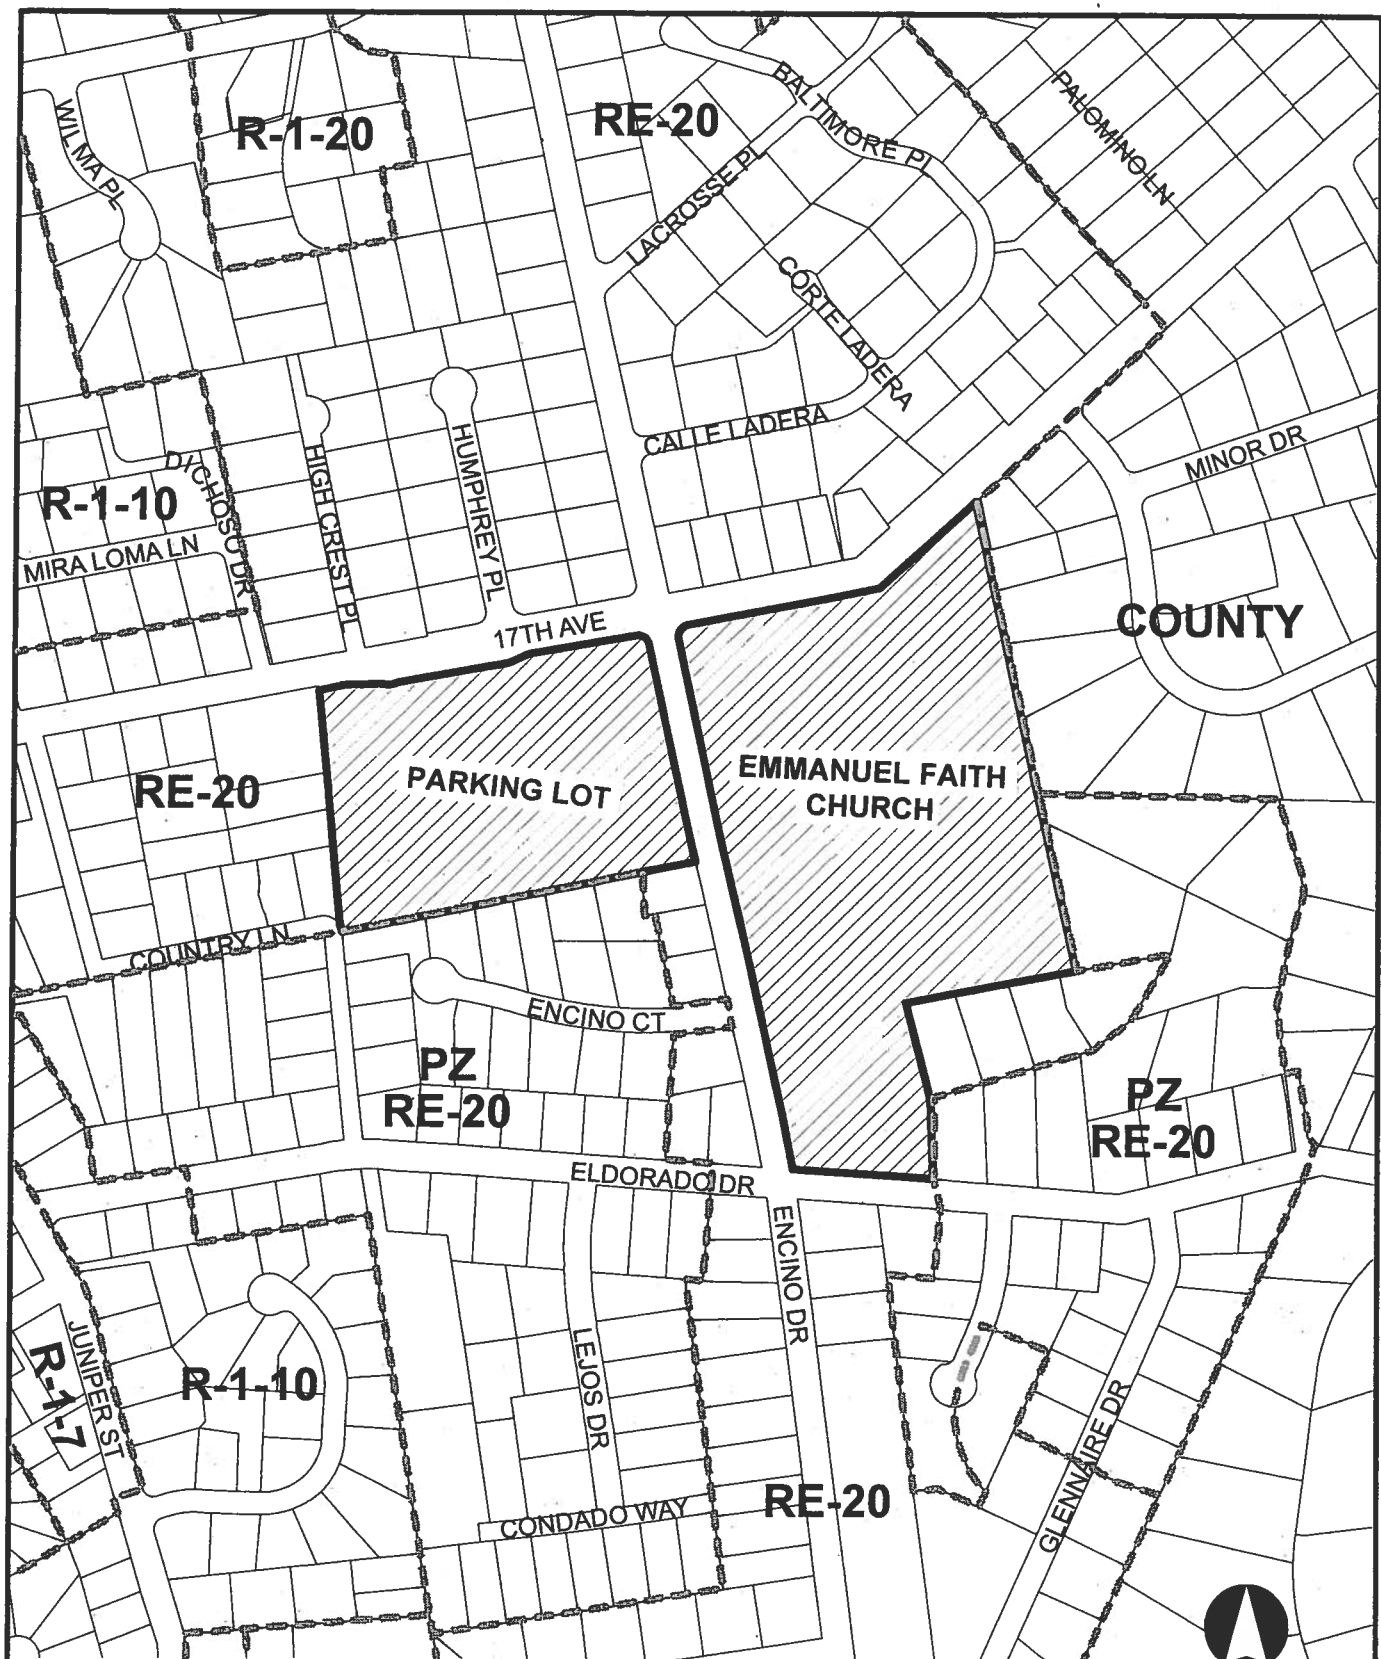 PALOMINO LN
BALTIMORE PL
WILMA PL
R-1-20
RE-20
LACROSSE PL
CORTE LADERA
CALLE LADERA
MINOR DR
HUMPHREY PL
HIGH CREST PL
DICHOSO DR
R-1-10
MIRA LOMA LN
17TH AVE
COUNTY
RE-20
PARKING LOT
EMMANUEL FAITH
CHURCH
COUNTRY LN
ENCINO CT
PZ
RE-20
PZ
RE-20
ELDORADO DR
ENCINO DR
JUNIPER ST
R-1-7
R-1-10
LEJOS DR
GLENNAIRE DR
RE-20
CONDADO WAY